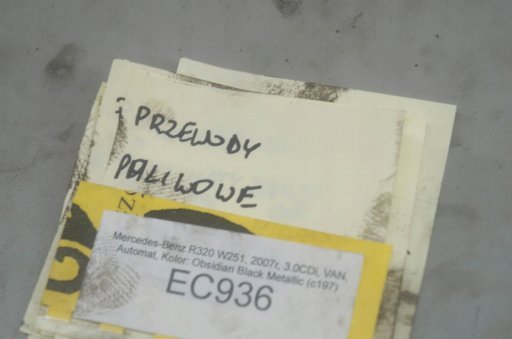 PRZEWODY
PALIWOWE
Mercedes-Benz R320 W251, 2007r, 3.0CDi, VAN,
Automat, Kolor: Obsidian Black Metallic (c197)
EC936